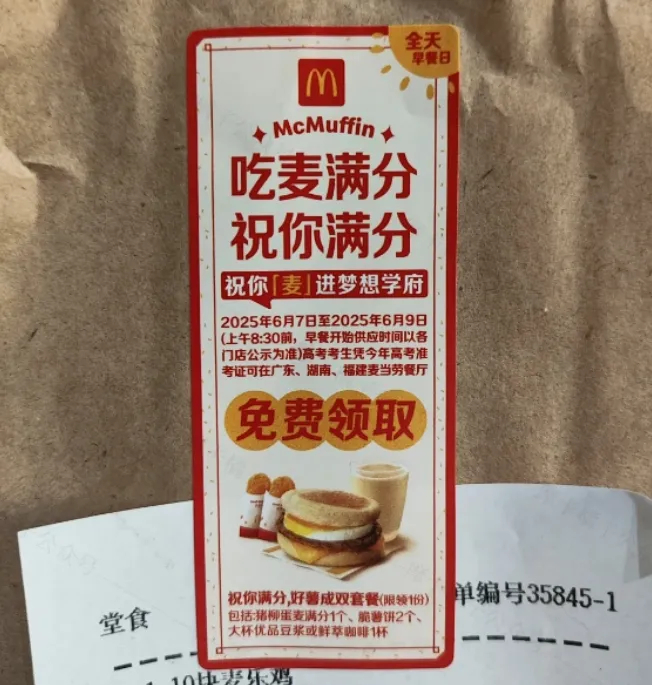 全天
早餐日
McMuffin
吃麦满分
祝你满分
祝你「麦」进梦想学府
2025年6月7日至2025年6月9日
(上午8:30前，早餐开始供应时间以各
门店公示为准)高考考生凭今年高考准
考证可在广东、湖南、福建麦当劳餐厅
免费领取
祝你满分,好薯成双套餐(限领1份)
包括:猪柳蛋麦满分1个、脆薯饼2个、
大杯优品豆浆或鲜萃咖啡1杯
单编号35845-1
堂食
10块麦乐鸡